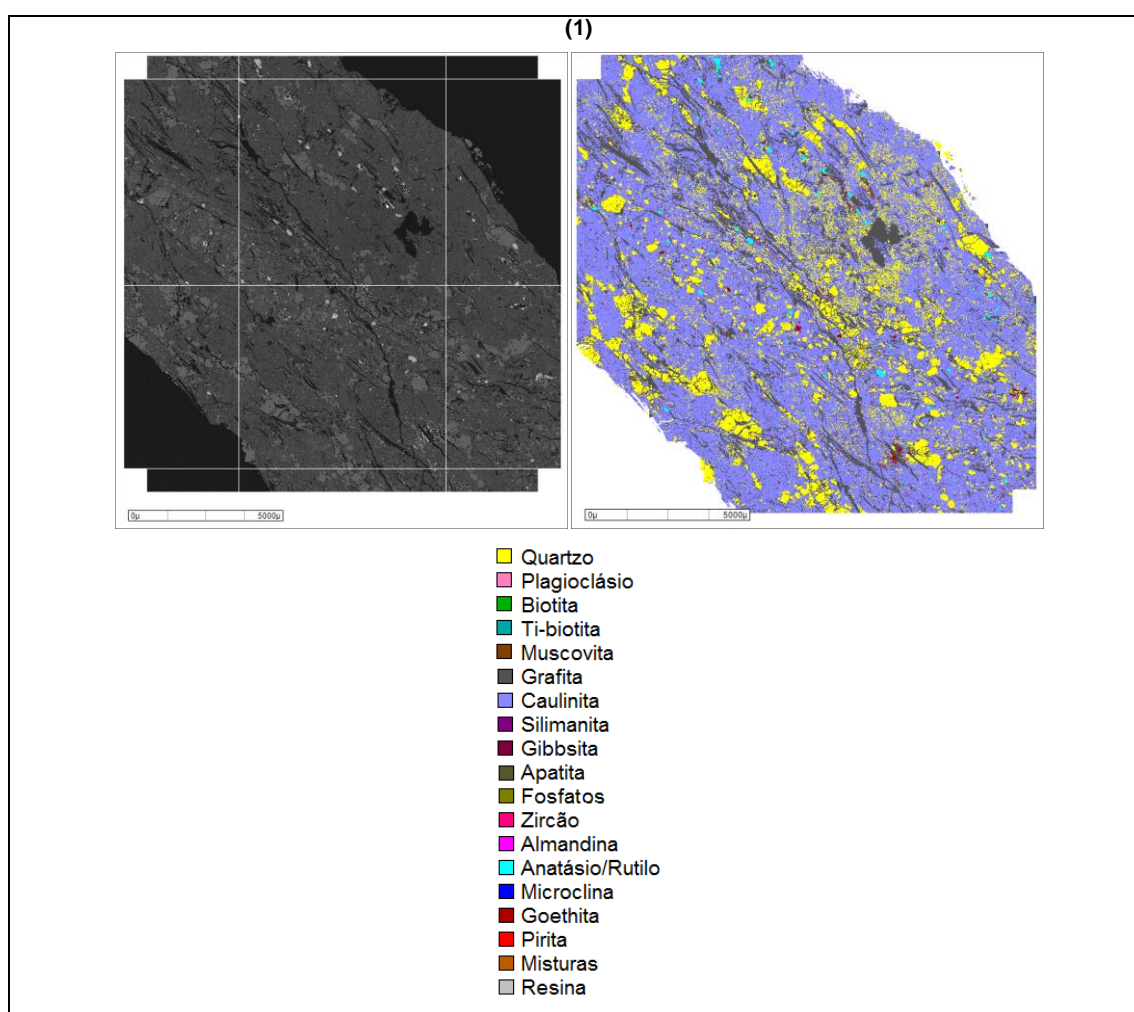 (1)
0μ 5000μ 0μ 5000μ
Quartzo
Plagioclásio
Biotita
Ti-biotita
Muscovita
Grafita
Caulinita
Silimanita
Gibbsita
Apatita
Fosfatos
Zircão
Almandina
Anatásio/Rutilo
Microclina
Goethita
Pirita
Misturas
Resina